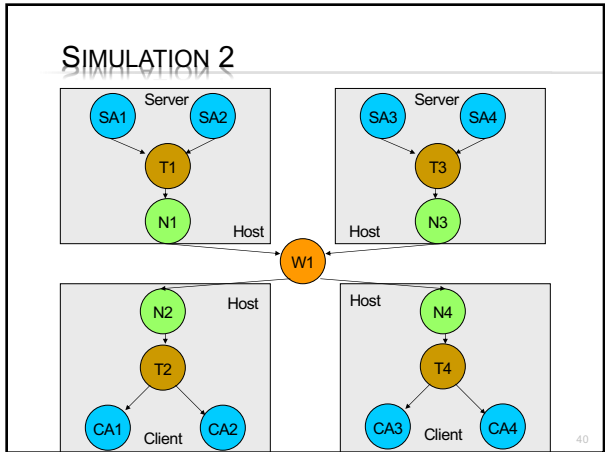 SIMULATION 2
Server
SA1
SA2
T1
N1
Host
Server
SA3
SA4
T3
N3
Host
W1
N2
Host
T2
CA1
Client
CA2
Host
N4
T4
CA3
Client
CA4
40